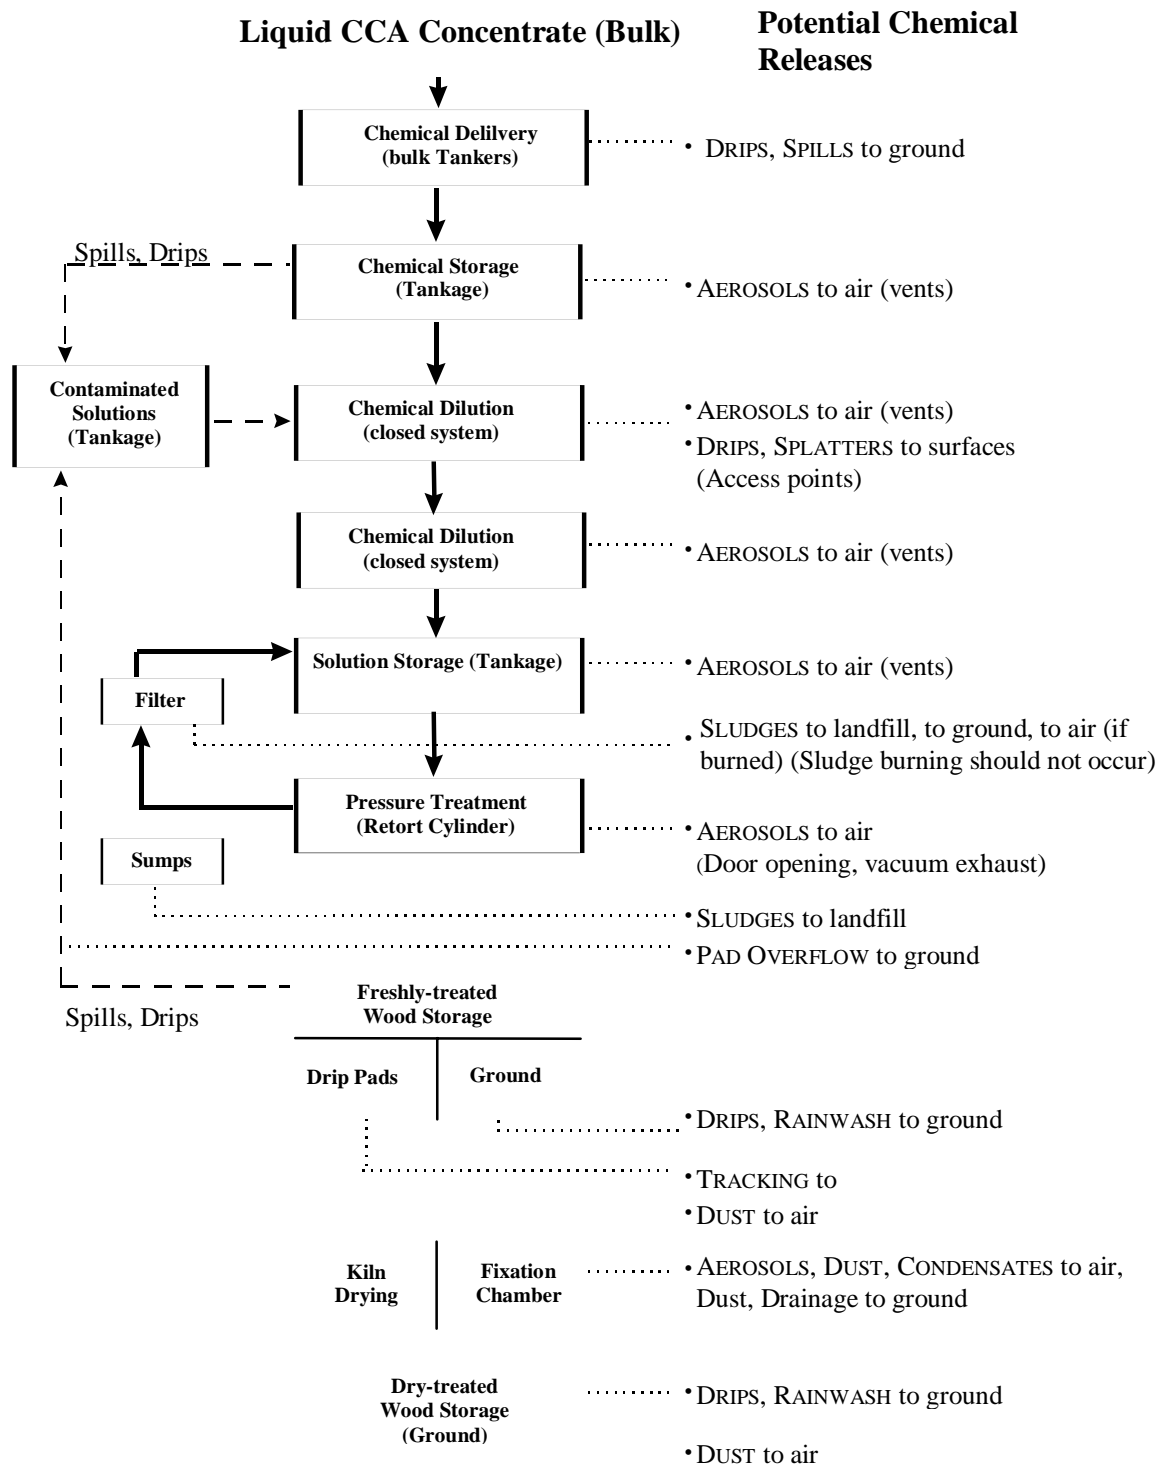 Liquid CCA Concentrate (Bulk)
Potential Chemical
Releases
Chemical Delilvery
(bulk Tankers)
• DRIPS, SPILLS to ground
Spills, Drips
Chemical Storage
(Tankage)
• AEROSOLS to air (vents)
Contaminated
Solutions
(Tankage)
Chemical Dilution
(closed system)
• AEROSOLS to air (vents)
• DRIPS, SPLATTERS to surfaces
(Access points)
Chemical Dilution
(closed system)
• AEROSOLS to air (vents)
Solution Storage (Tankage)
• AEROSOLS to air (vents)
Filter
• SLUDGES to landfill, to ground, to air (if
burned) (Sludge burning should not occur)
Pressure Treatment
(Retort Cylinder)
• AEROSOLS to air
(Door opening, vacuum exhaust)
Sumps
• SLUDGES to landfill
• PAD OVERFLOW to ground
Spills, Drips
Freshly-treated
Wood Storage
Drip Pads
Ground
• DRIPS, RAINWASH to ground
• TRACKING to
• DUST to air
Kiln
Drying
Fixation
Chamber
• AEROSOLS, DUST, CONDENSATES to air,
Dust, Drainage to ground
Dry-treated
Wood Storage
(Ground)
• DRIPS, RAINWASH to ground
• DUST to air